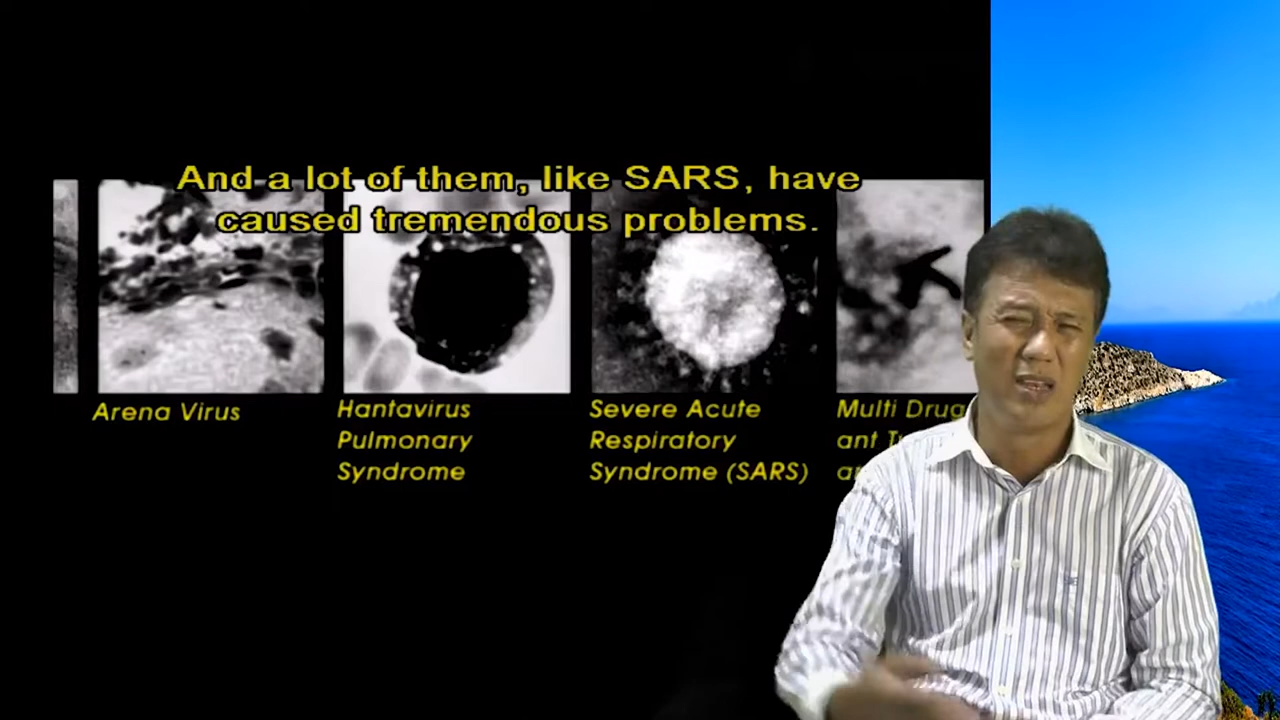 And a lot of them, like SARS, have
caused tremendous problems.
Arena Virus
Hantavirus
Pulmonary
Syndrome
Severe Acute
Respiratory
Syndrome (SARS)
Multi Drug
ant